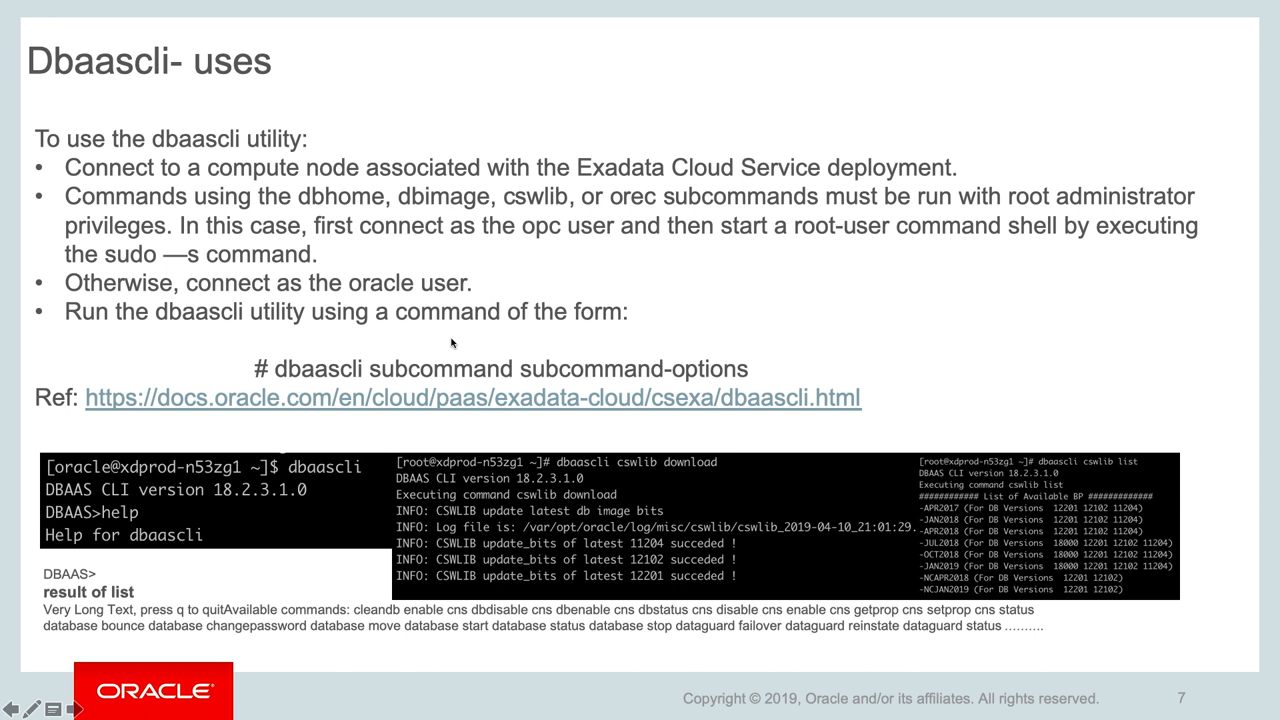 Dbaascli- uses
To use the dbaascli utility:
• Connect to a compute node associated with the Exadata Cloud Service deployment.
• Commands using the dbhome, dbimage, cswlib, or orec subcommands must be run with root administrator
privileges. In this case, first connect as the opc user and then start a root-user command shell by executing
the sudo —s command.
• Otherwise, connect as the oracle user.
• Run the dbaascli utility using a command of the form:
# dbaascli subcommand subcommand-options
Ref: https://docs.oracle.com/en/cloud/paas/exadata-cloud/csexa/dbaascli.html
[oracle@xdprod-n53zg1 ~]$ dbaascli
DBAAS CLI version 18.2.3.1.0
DBAAS>help
Help for dbaascli
[root@xdprod-n53zg1 ~]# dbaascli cswlib download
DBAAS CLI version 18.2.3.1.0
Executing command cswlib download
INFO: CSWLIB update latest db image bits
INFO: Log file is: /var/opt/oracle/log/misc/cswlib/cswlib_2019-04-10_21:01:29.
INFO: CSWLIB update_bits of latest 11204 succeded !
INFO: CSWLIB update_bits of latest 12102 succeded !
INFO: CSWLIB update_bits of latest 12201 succeded !
[root@xdprod-n53zg1 ~]# dbaascli cswlib list
DBAAS CLI version 18.2.3.1.0
Executing command cswlib list
############ List of Available BP #############
-APR2017 (For DB Versions 12201 12102 11204)
-JAN2018 (For DB Versions 12201 12102 11204)
-APR2018 (For DB Versions 12201 12102 11204)
-JUL2018 (For DB Versions 18000 12201 12102 11204)
-OCT2018 (For DB Versions 18000 12201 12102 11204)
-JAN2019 (For DB Versions 18000 12201 12102 11204)
-NCAPR2018 (For DB Versions 12201 12102)
-NCJAN2019 (For DB Versions 12201 12102)
DBAAS>
result of list
Very Long Text, press q to quitAvailable commands: cleandb enable cns dbdisable cns dbenable cns dbstatus cns disable cns enable cns getprop cns setprop cns status
database bounce database changepassword database move database start database status database stop dataguard failover dataguard reinstate dataguard status ……….
ORACLE®
Copyright © 2019, Oracle and/or its affiliates. All rights reserved.
7